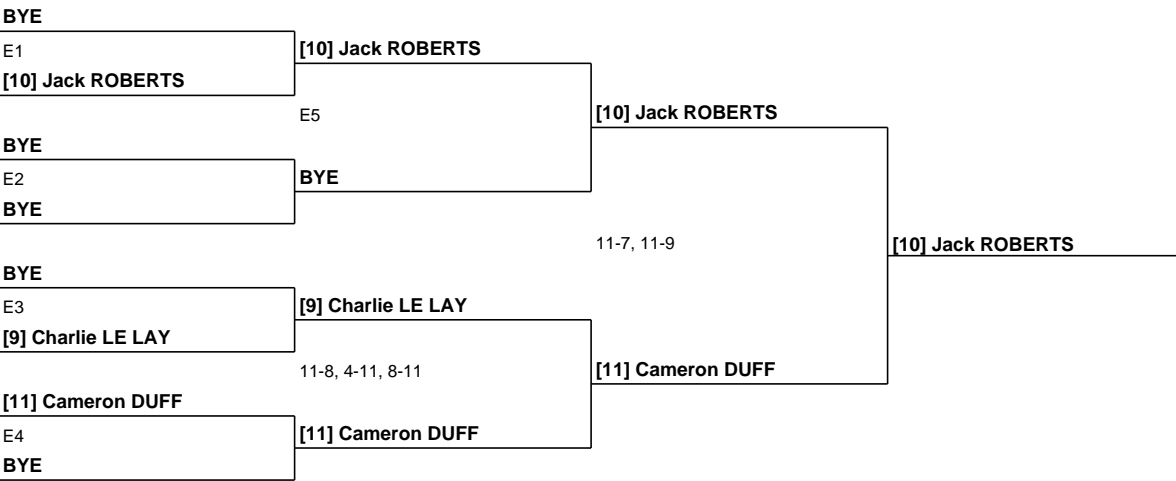 BYE
E1
[10] Jack ROBERTS
BYE
E2
BYE
BYE
E3
[9] Charlie LE LAY
[11] Cameron DUFF
E4
BYE
[10] Jack ROBERTS
E5
BYE
[9] Charlie LE LAY
11-8, 4-11, 8-11
[11] Cameron DUFF
[10] Jack ROBERTS
11-7, 11-9
[11] Cameron DUFF
[10] Jack ROBERTS